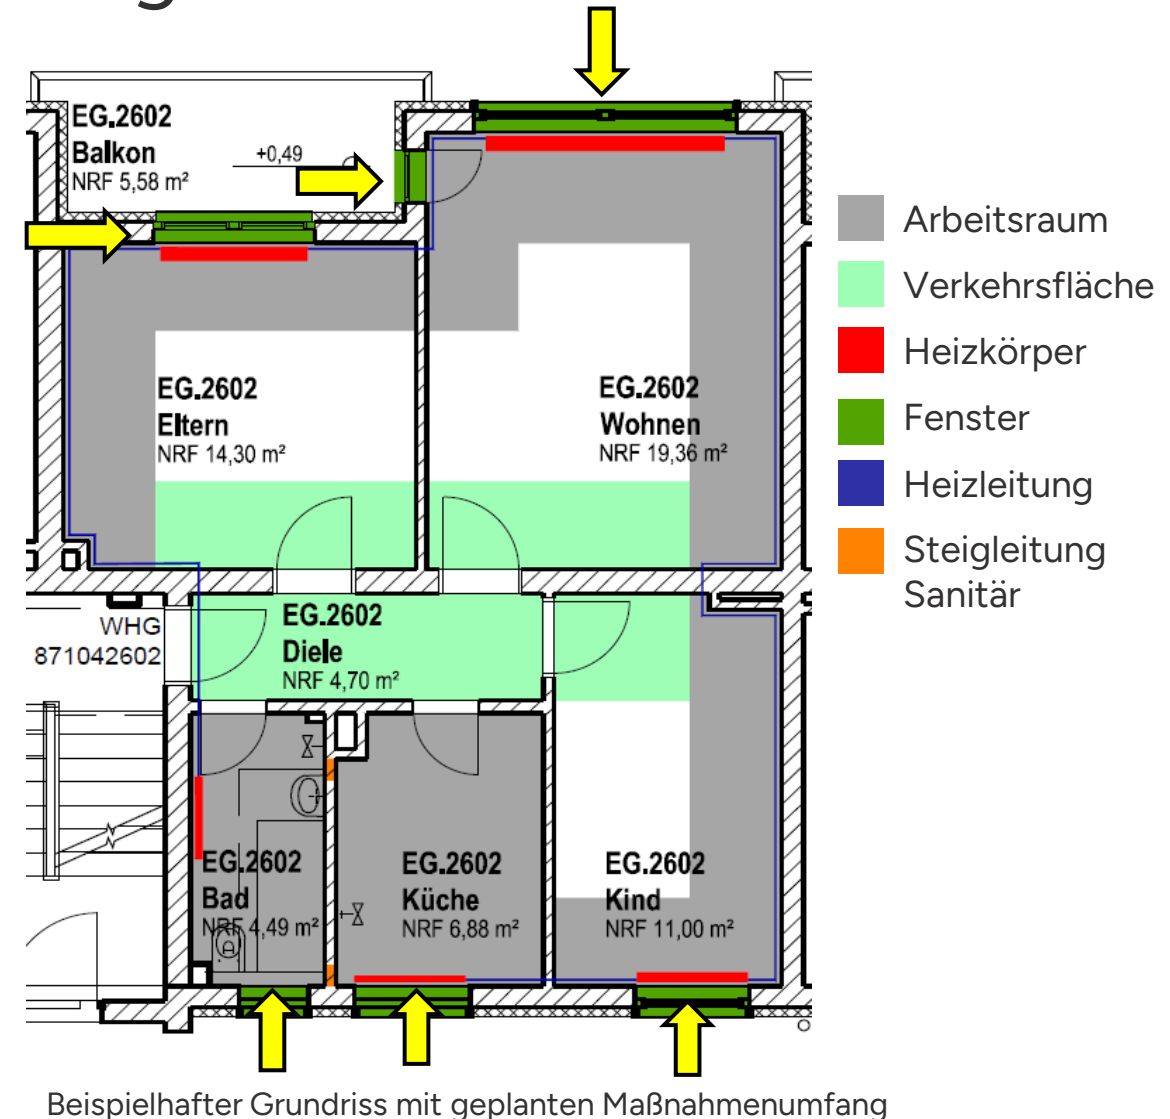 EG.2602
Balkon
NRF 5,58 m²
+0,49
EG.2602
Eltern
NRF 14,30 m²
EG.2602
Wohnen
NRF 19,36 m²
WHG
871042602
EG.2602
Diele
NRF 4,70 m²
EG.2602
Bad
NRF 4,49 m²
EG.2602
Küche
NRF 6,88 m²
EG.2602
Kind
NRF 11,00 m²
Arbeitsraum
Verkehrsfläche
Heizkörper
Fenster
Heizleitung
Steigleitung
Sanitär
Beispielhafter Grundriss mit geplanten Maßnahmenumfang